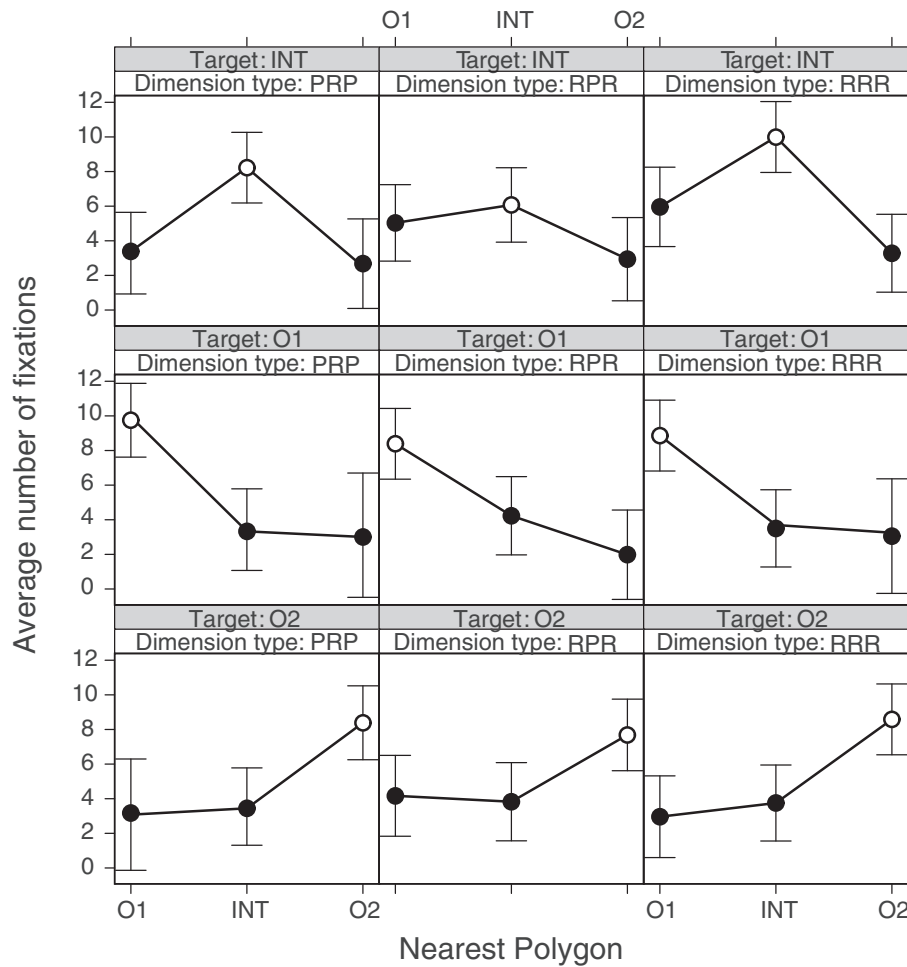 O1 INT O2
Target: INT Target: INT Target: INT
Dimension type: PRP Dimension type: RPR Dimension type: RRR
12
10
8
6
4
2
0
Target: O1 Target: O1 Target: O1
Dimension type: PRP Dimension type: RPR Dimension type: RRR
12
10
8
6
4
2
0
Average number of fixations
Target: O2 Target: O2 Target: O2
Dimension type: PRP Dimension type: RPR Dimension type: RRR
12
10
8
6
4
2
0
O1 INT O2 O1 INT O2
Nearest Polygon